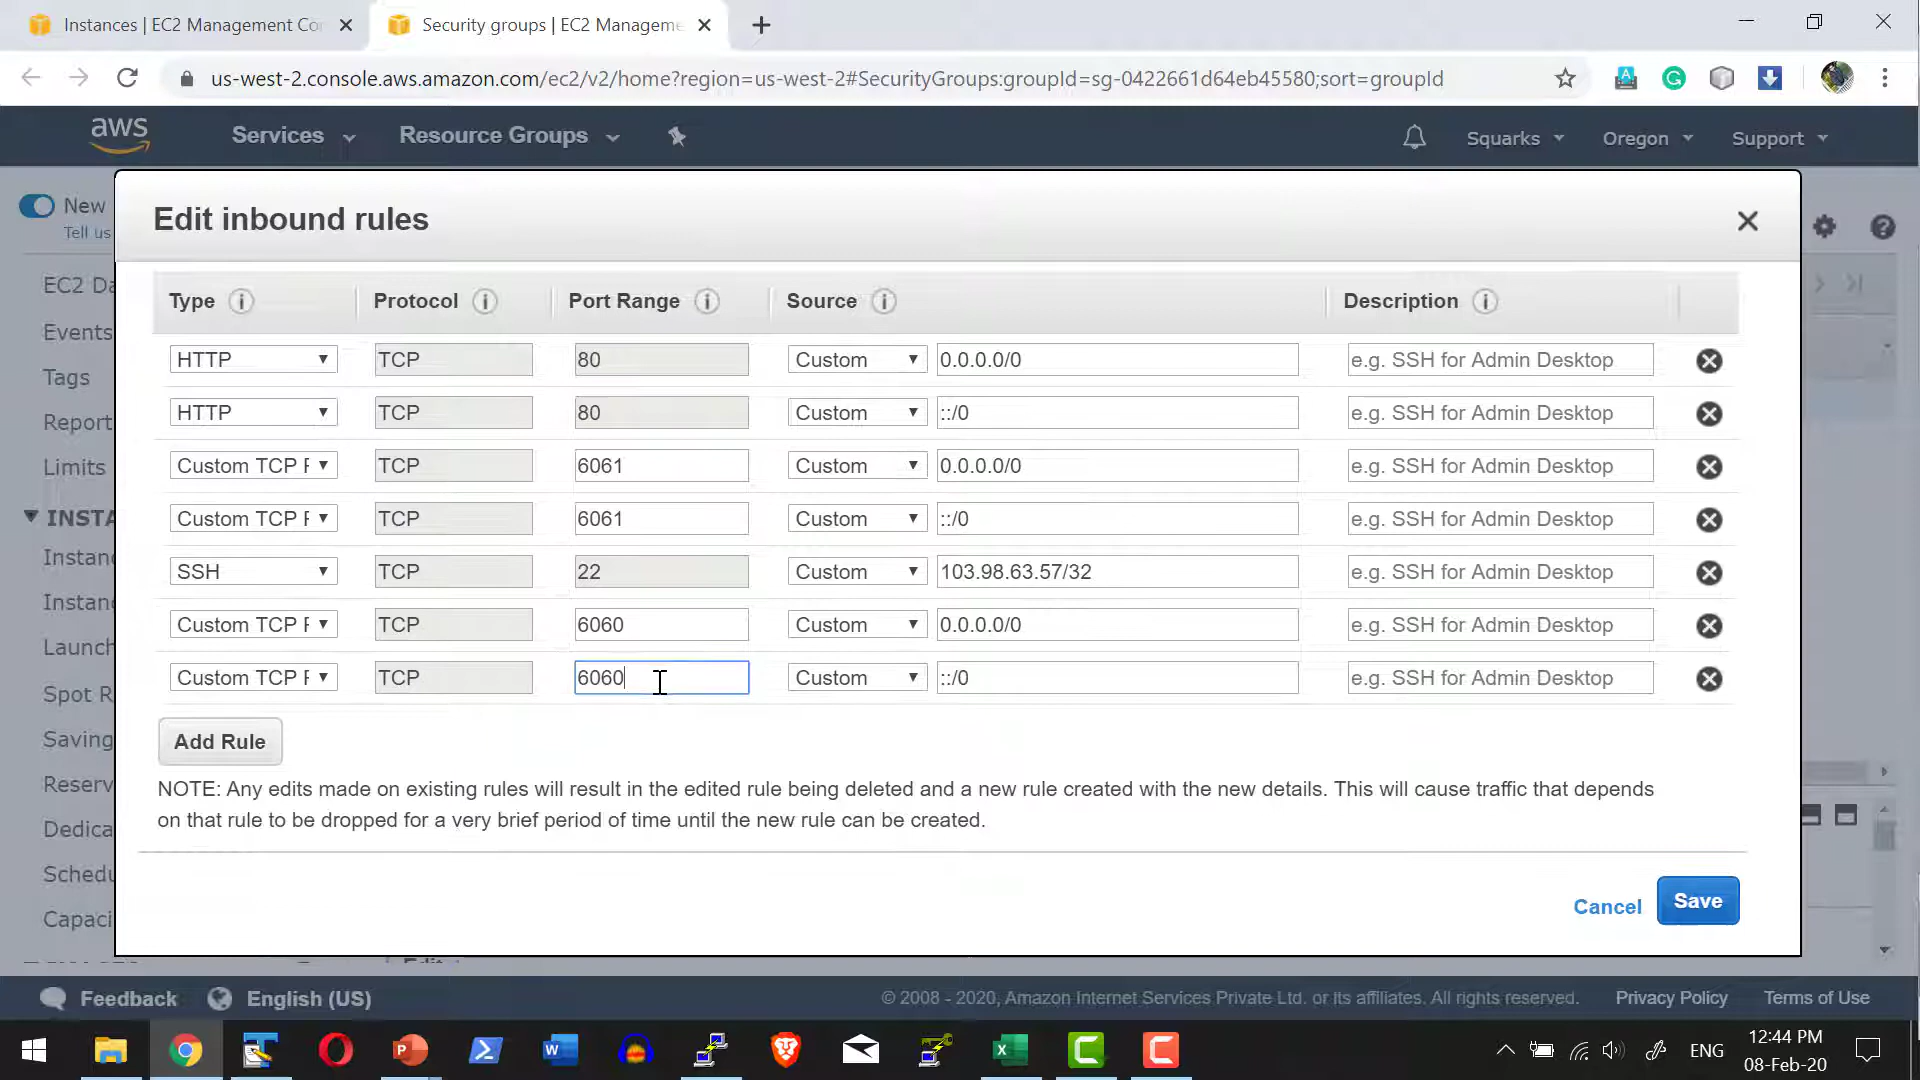 Instances | EC2 Management Co
Security groups | EC2 Manageme
us-west-2.console.aws.amazon.com/ec2/v2/home?region=us-west-2#SecurityGroups:groupId=sg-0422661d64eb45580;sort=groupId
aws Services Resource Groups Squarks Oregon Support
New
Tell us
EC2 Da
Events
Tags
Report
Limits
INSTA
Instan
Instan
Launch
Spot R
Saving
Reserv
Dedica
Schedu
Capaci
Edit inbound rules
Type Protocol Port Range Source Description
HTTP TCP 80 Custom 0.0.0.0/0 e.g. SSH for Admin Desktop
HTTP TCP 80 Custom ::/0 e.g. SSH for Admin Desktop
Custom TCP F TCP 6061 Custom 0.0.0.0/0 e.g. SSH for Admin Desktop
Custom TCP F TCP 6061 Custom ::/0 e.g. SSH for Admin Desktop
SSH TCP 22 Custom 103.98.63.57/32 e.g. SSH for Admin Desktop
Custom TCP F TCP 6060 Custom 0.0.0.0/0 e.g. SSH for Admin Desktop
Custom TCP F TCP 6060 Custom ::/0 e.g. SSH for Admin Desktop
Add Rule
NOTE: Any edits made on existing rules will result in the edited rule being deleted and a new rule created with the new details. This will cause traffic that depends
on that rule to be dropped for a very brief period of time until the new rule can be created.
Cancel Save
Feedback English (US) © 2008 - 2020, Amazon Internet Services Private Ltd. or its affiliates. All rights reserved. Privacy Policy Terms of Use
ENG
12:44 PM
08-Feb-20